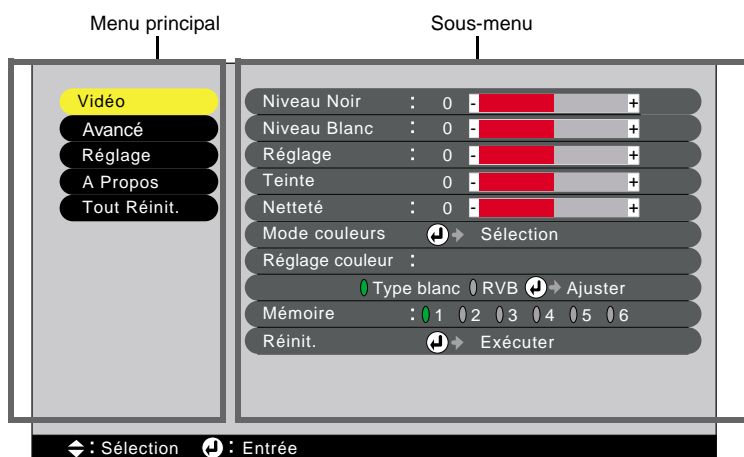 Menu principal
Sous-menu
Vidéo
Avancé
Réglage
A Propos
Tout Réinit.
Niveau Noir : 0 - +
Niveau Blanc : 0 - +
Réglage : 0 - +
Teinte 0 - +
Netteté : 0 - +
Mode couleurs Sélection
Réglage couleur :
Type blanc RVB Ajuster
Mémoire : 1 2 3 4 5 6
Réinit. Exécuter
: Sélection : Entrée